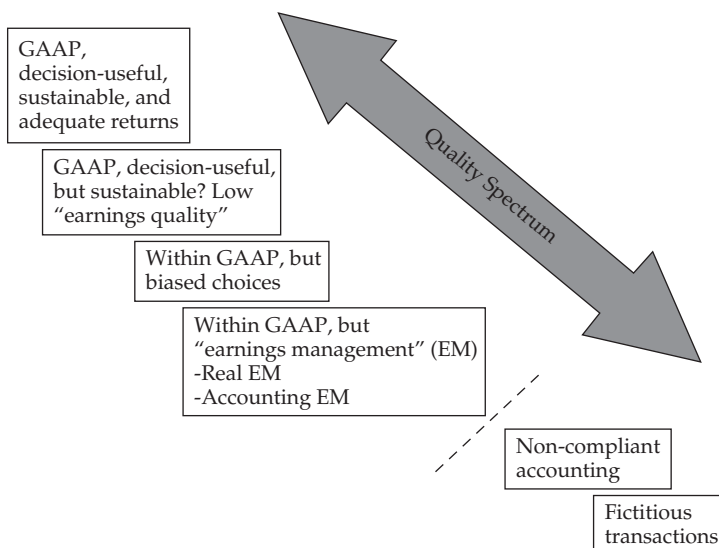 GAAP,
decision-useful,
sustainable, and
adequate returns
GAAP, decision-useful,
but sustainable? Low
“earnings quality”
Within GAAP, but
biased choices
Within GAAP, but
“earnings management” (EM)
-Real EM
-Accounting EM
Non-compliant
accounting
Fictitious
transactions
Quality Spectrum